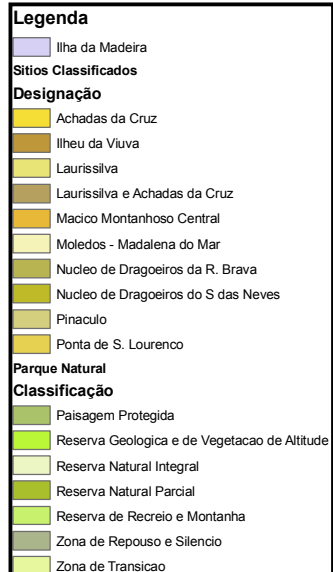 Legenda
Ilha da Madeira
Sitios Classificados
Designação
Achadas da Cruz
Ilheu da Viuva
Laurissilva
Laurissilva e Achadas da Cruz
Macico Montanhoso Central
Moledos - Madalena do Mar
Nucleo de Dragoeiros da R. Brava
Nucleo de Dragoeiros do S das Neves
Pinaculo
Ponta de S. Lourenco
Parque Natural
Classificação
Paisagem Protegida
Reserva Geologica e de Vegetacao de Altitude
Reserva Natural Integral
Reserva Natural Parcial
Reserva de Recreio e Montanha
Zona de Repouso e Silencio
Zona de Transicao